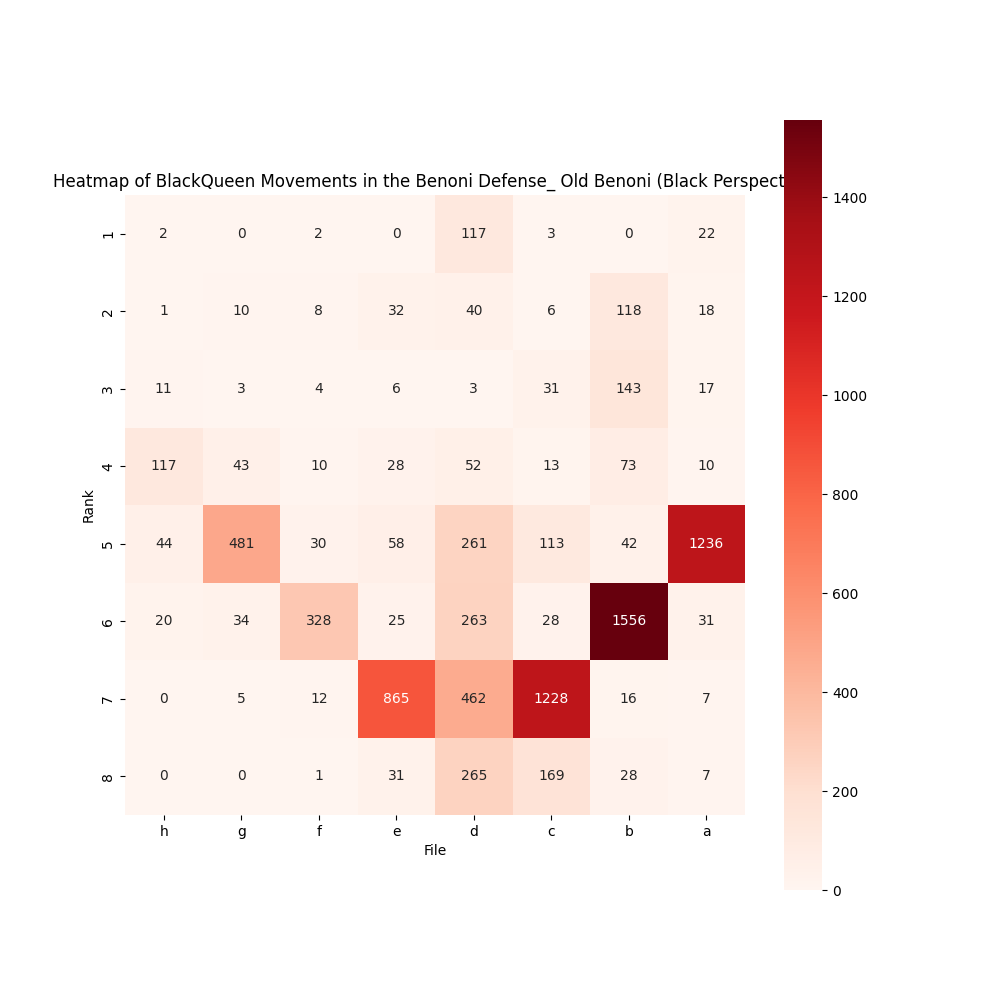 Heatmap of BlackQueen Movements in the Benoni Defense_ Old Benoni (Black Perspect
1 2 0 2 0 117 3 0 22
2 1 10 8 32 40 6 118 18
3 11 3 4 6 3 31 143 17
4 117 43 10 28 52 13 73 10
5 44 481 30 58 261 113 42 1236
6 20 34 328 25 263 28 1556 31
7 0 5 12 865 462 1228 16 7
8 0 0 1 31 265 169 28 7
h g f e d c b a
File
Rank
1400
1200
1000
800
600
400
200
0